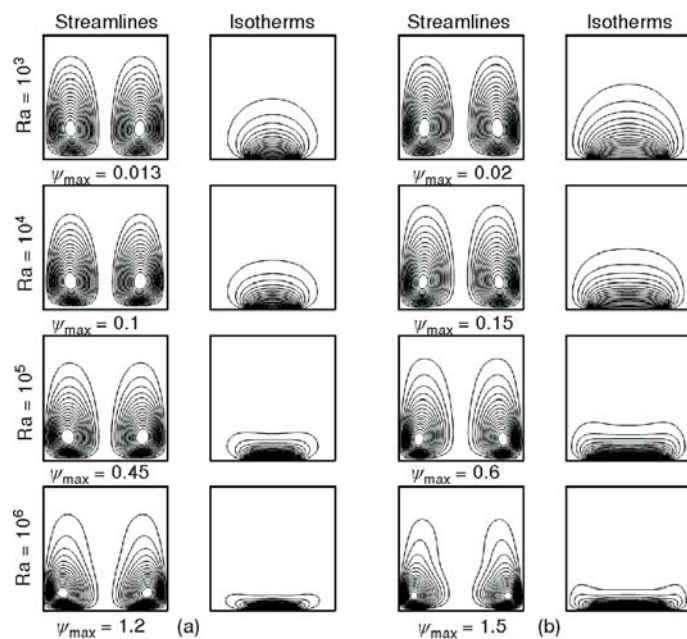 Streamlines Isotherms Streamlines Isotherms
Ra = 10³
ψmax = 0.013 ψmax = 0.02
Ra = 10⁴
ψmax = 0.1 ψmax = 0.15
Ra = 10⁵
ψmax = 0.45 ψmax = 0.6
Ra = 10⁶
ψmax = 1.2 (a) ψmax = 1.5 (b)